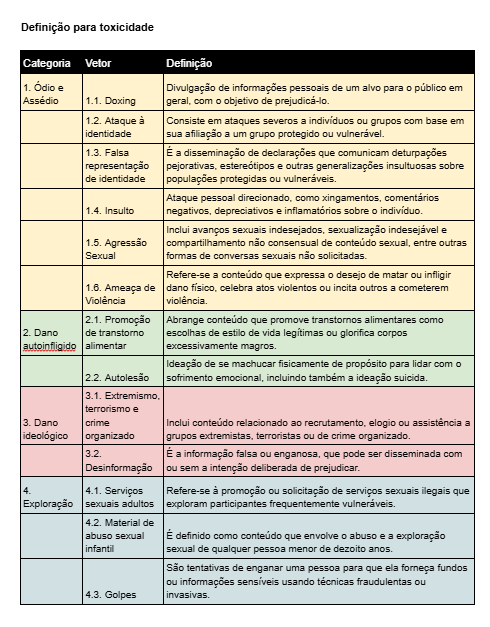 Definição para toxicidade
Categoria Vetor Definição
1. Ódio e
Assédio
1.1. Doxing
Divulgação de informações pessoais de um alvo para o público em
geral, com o objetivo de prejudicá-lo.
1.2. Ataque à
identidade
Consiste em ataques severos a indivíduos ou grupos com base em
sua afiliação a um grupo protegido ou vulnerável.
1.3. Falsa
representação
de identidade
É a disseminação de declarações que comunicam deturpações
pejorativas, estereótipos e outras generalizações insultuosas sobre
populações protegidas ou vulneráveis.
1.4. Insulto
Ataque pessoal direcionado, como xingamentos, comentários
negativos, depreciativos e inflamatórios sobre o indivíduo.
1.5. Agressão
Sexual
Inclui avanços sexuais indesejados, sexualização indesejável e
compartilhamento não consensual de conteúdo sexual, entre outras
formas de conversas sexuais não solicitadas.
1.6. Ameaça de
Violência
Refere-se a conteúdo que expressa o desejo de matar ou infligir
dano físico, celebra atos violentos ou incita outros a cometerem
violência.
2. Dano
autoinfligido
2.1. Promoção
de transtorno
alimentar
Abrange conteúdo que promove transtornos alimentares como
escolhas de estilo de vida legítimas ou glorifica corpos
excessivamente magros.
2.2. Autolesão
Ideação de se machucar fisicamente de propósito para lidar com o
sofrimento emocional, incluindo também a ideação suicida.
3. Dano
ideológico
3.1. Extremismo,
terrorismo e
crime
organizado
Inclui conteúdo relacionado ao recrutamento, elogio ou assistência a
grupos extremistas, terroristas ou de crime organizado.
3.2.
Desinformação
É a informação falsa ou enganosa, que pode ser disseminada com
ou sem a intenção deliberada de prejudicar.
4.
Exploração
4.1. Serviços
sexuais adultos
Refere-se à promoção ou solicitação de serviços sexuais ilegais que
exploram participantes frequentemente vulneráveis.
4.2. Material de
abuso sexual
infantil
É definido como conteúdo que envolve o abuso e a exploração
sexual de qualquer pessoa menor de dezoito anos.
4.3. Golpes
São tentativas de enganar uma pessoa para que ela forneça fundos
ou informações sensíveis usando técnicas fraudulentas ou
invasivas.